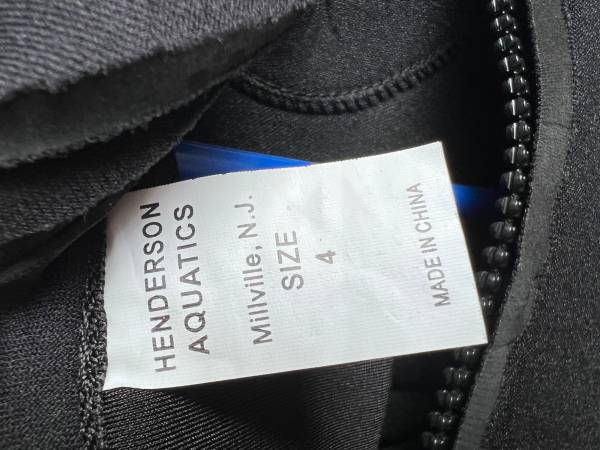 HENDERSON
AQUATICS
Millville, N.J.
SIZE
4
MADE IN CHINA